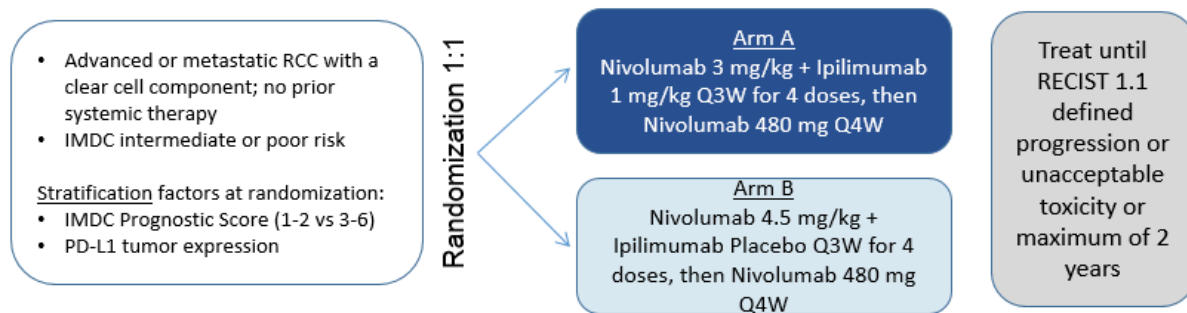 • Advanced or metastatic RCC with a
clear cell component; no prior
systemic therapy
• IMDC intermediate or poor risk
Stratification factors at randomization:
• IMDC Prognostic Score (1-2 vs 3-6)
• PD-L1 tumor expression
Randomization 1:1
Arm A
Nivolumab 3 mg/kg + Ipilimumab
1 mg/kg Q3W for 4 doses, then
Nivolumab 480 mg Q4W
Arm B
Nivolumab 4.5 mg/kg +
Ipilimumab Placebo Q3W for 4
doses, then Nivolumab 480 mg
Q4W
Treat until
RECIST 1.1
defined
progression or
unacceptable
toxicity or
maximum of 2
years